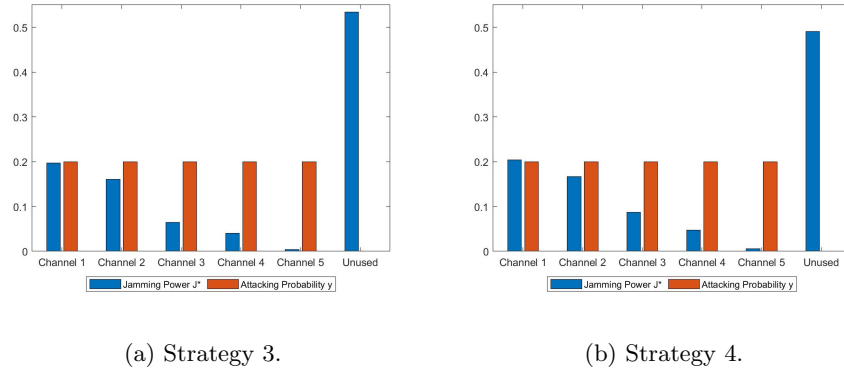 0.5
0.4
0.3
0.2
0.1
0
Channel 1 Channel 2 Channel 3 Channel 4 Channel 5 Unused
Jamming Power J* Attacking Probability y
(a) Strategy 3.
0.5
0.4
0.3
0.2
0.1
0
Channel 1 Channel 2 Channel 3 Channel 4 Channel 5 Unused
Jamming Power J* Attacking Probability y
(b) Strategy 4.